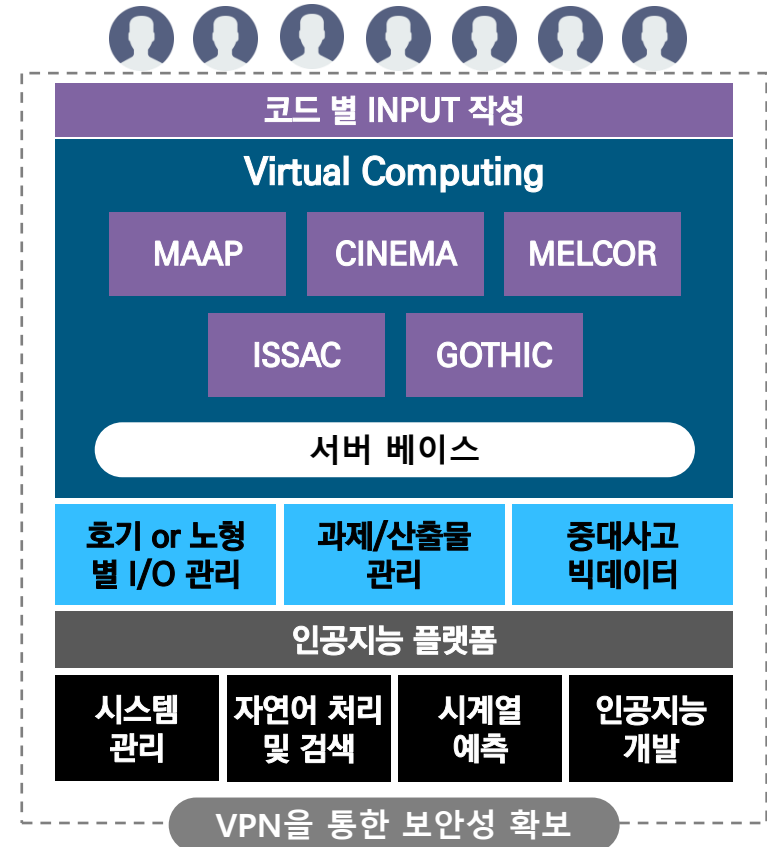 코드 별 INPUT 작성
Virtual Computing
MAAP
CINEMA
MELCOR
ISSAC
GOTHIC
서버 베이스
호기 or 노형
별 I/O 관리
과제/산출물
관리
중대사고
빅데이터
인공지능 플랫폼
시스템
관리
자연어 처리
및 검색
시계열
예측
인공지능
개발
VPN을 통한 보안성 확보